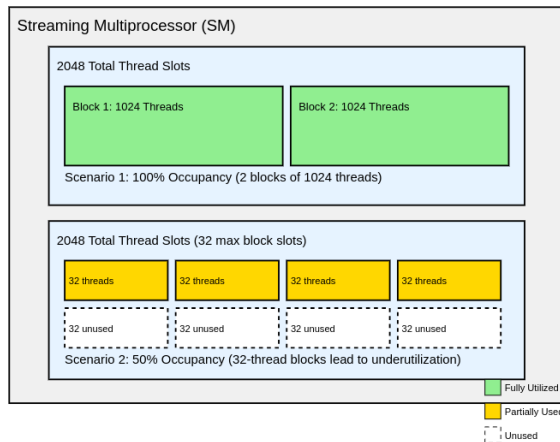 Streaming Multiprocessor (SM)
2048 Total Thread Slots
Block 1: 1024 Threads
Block 2: 1024 Threads
Scenario 1: 100% Occupancy (2 blocks of 1024 threads)
2048 Total Thread Slots (32 max block slots)
32 threads
32 threads
32 threads
32 threads
32 unused
32 unused
32 unused
32 unused
Scenario 2: 50% Occupancy (32-thread blocks lead to underutilization)
Fully Utilized
Partially Used
Unused